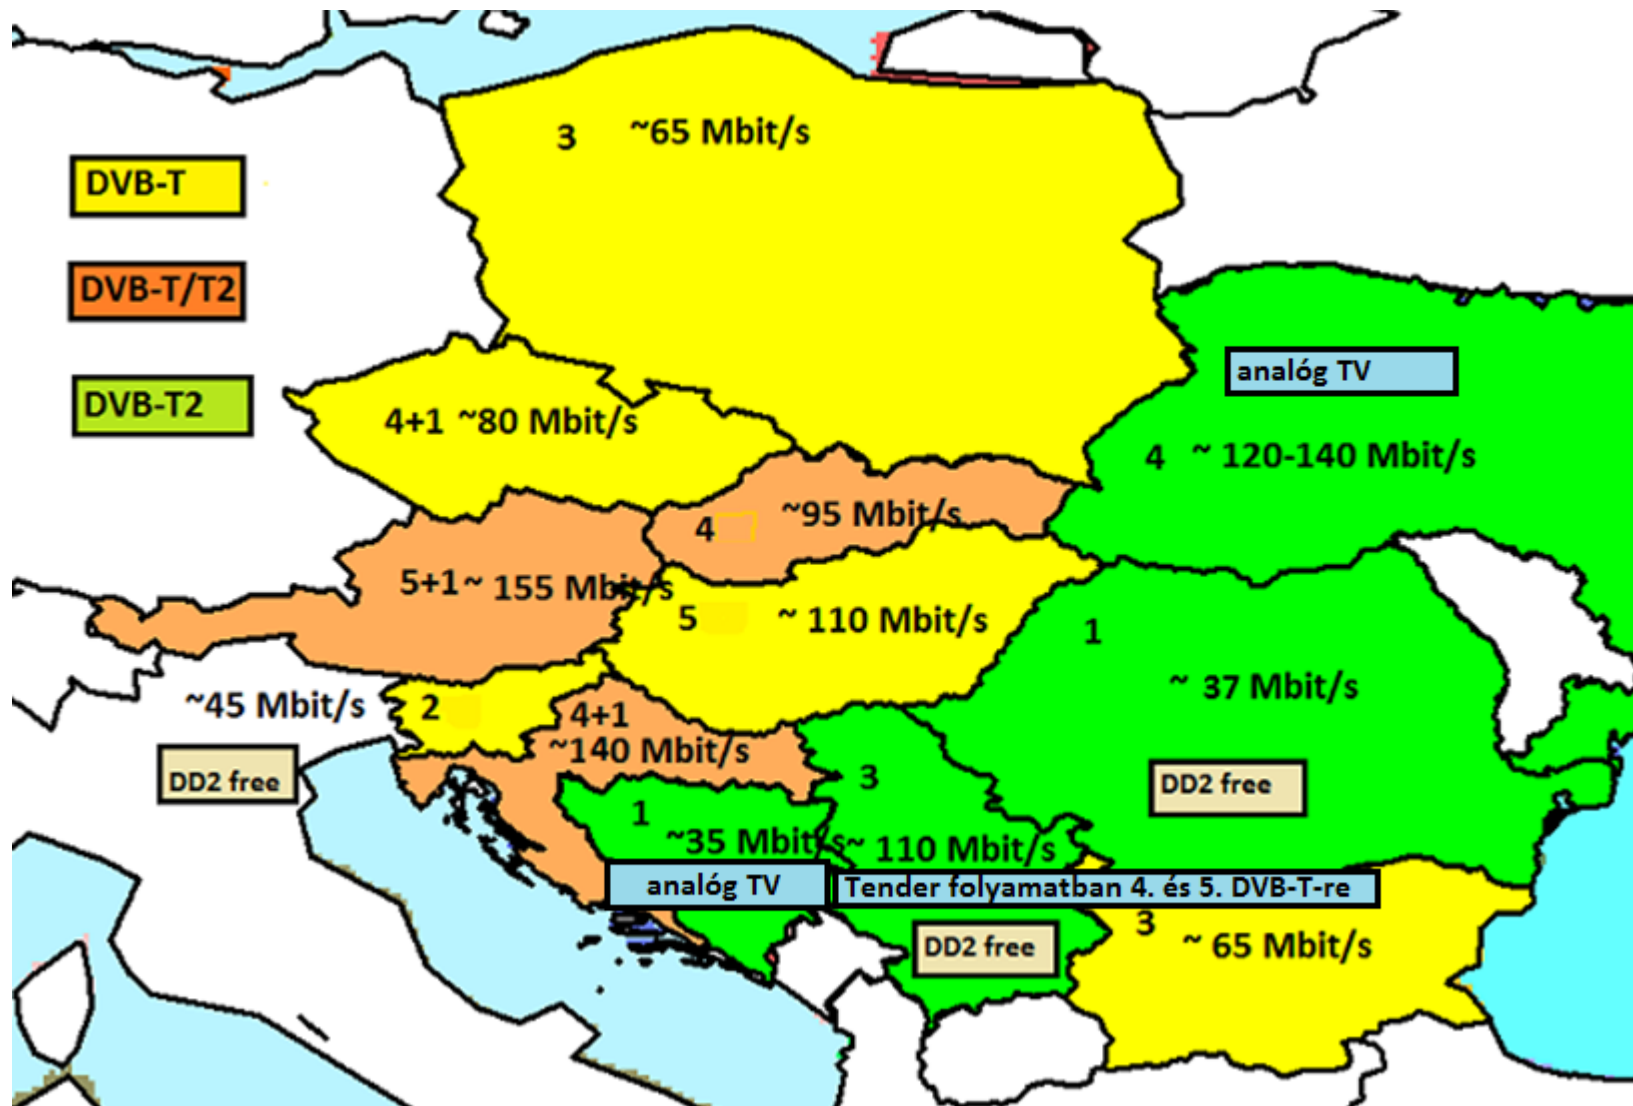 3 ~65 Mbit/s
DVB-T
DVB-T/T2
analóg TV
DVB-T2
4+1 ~80 Mbit/s
4 ~ 120-140 Mbit/s
4 ~95 Mbit/s
5+1~ 155 Mbit/s
5 ~ 110 Mbit/s
1
~ 37 Mbit/s
~45 Mbit/s
2
4+1
~140 Mbit/s
DD2 free
3
DD2 free
1
~35 Mbit/s
~ 110 Mbit/s
analóg TV
Tender folyamatban 4. és 5. DVB-T-re
3 ~ 65 Mbit/s
DD2 free